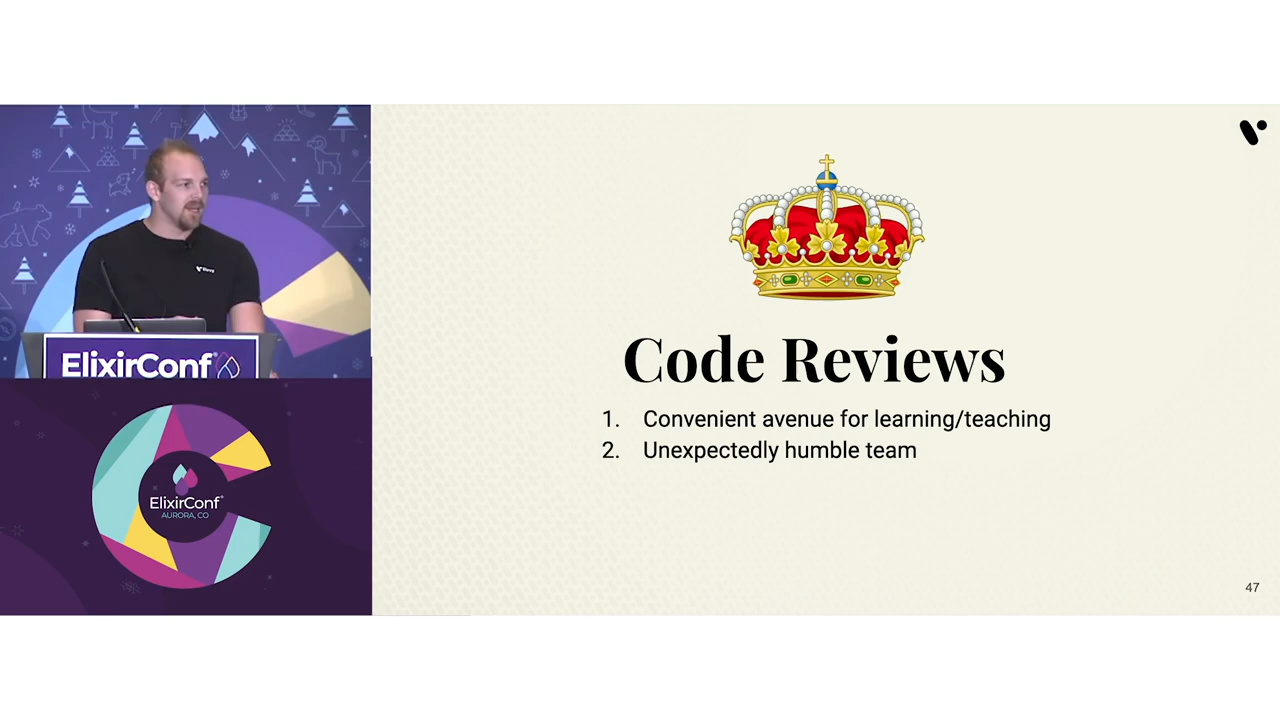 ElixirConf
ElixirConf
AURORA, CO
Code Reviews
1. Convenient avenue for learning/teaching
2. Unexpectedly humble team
47